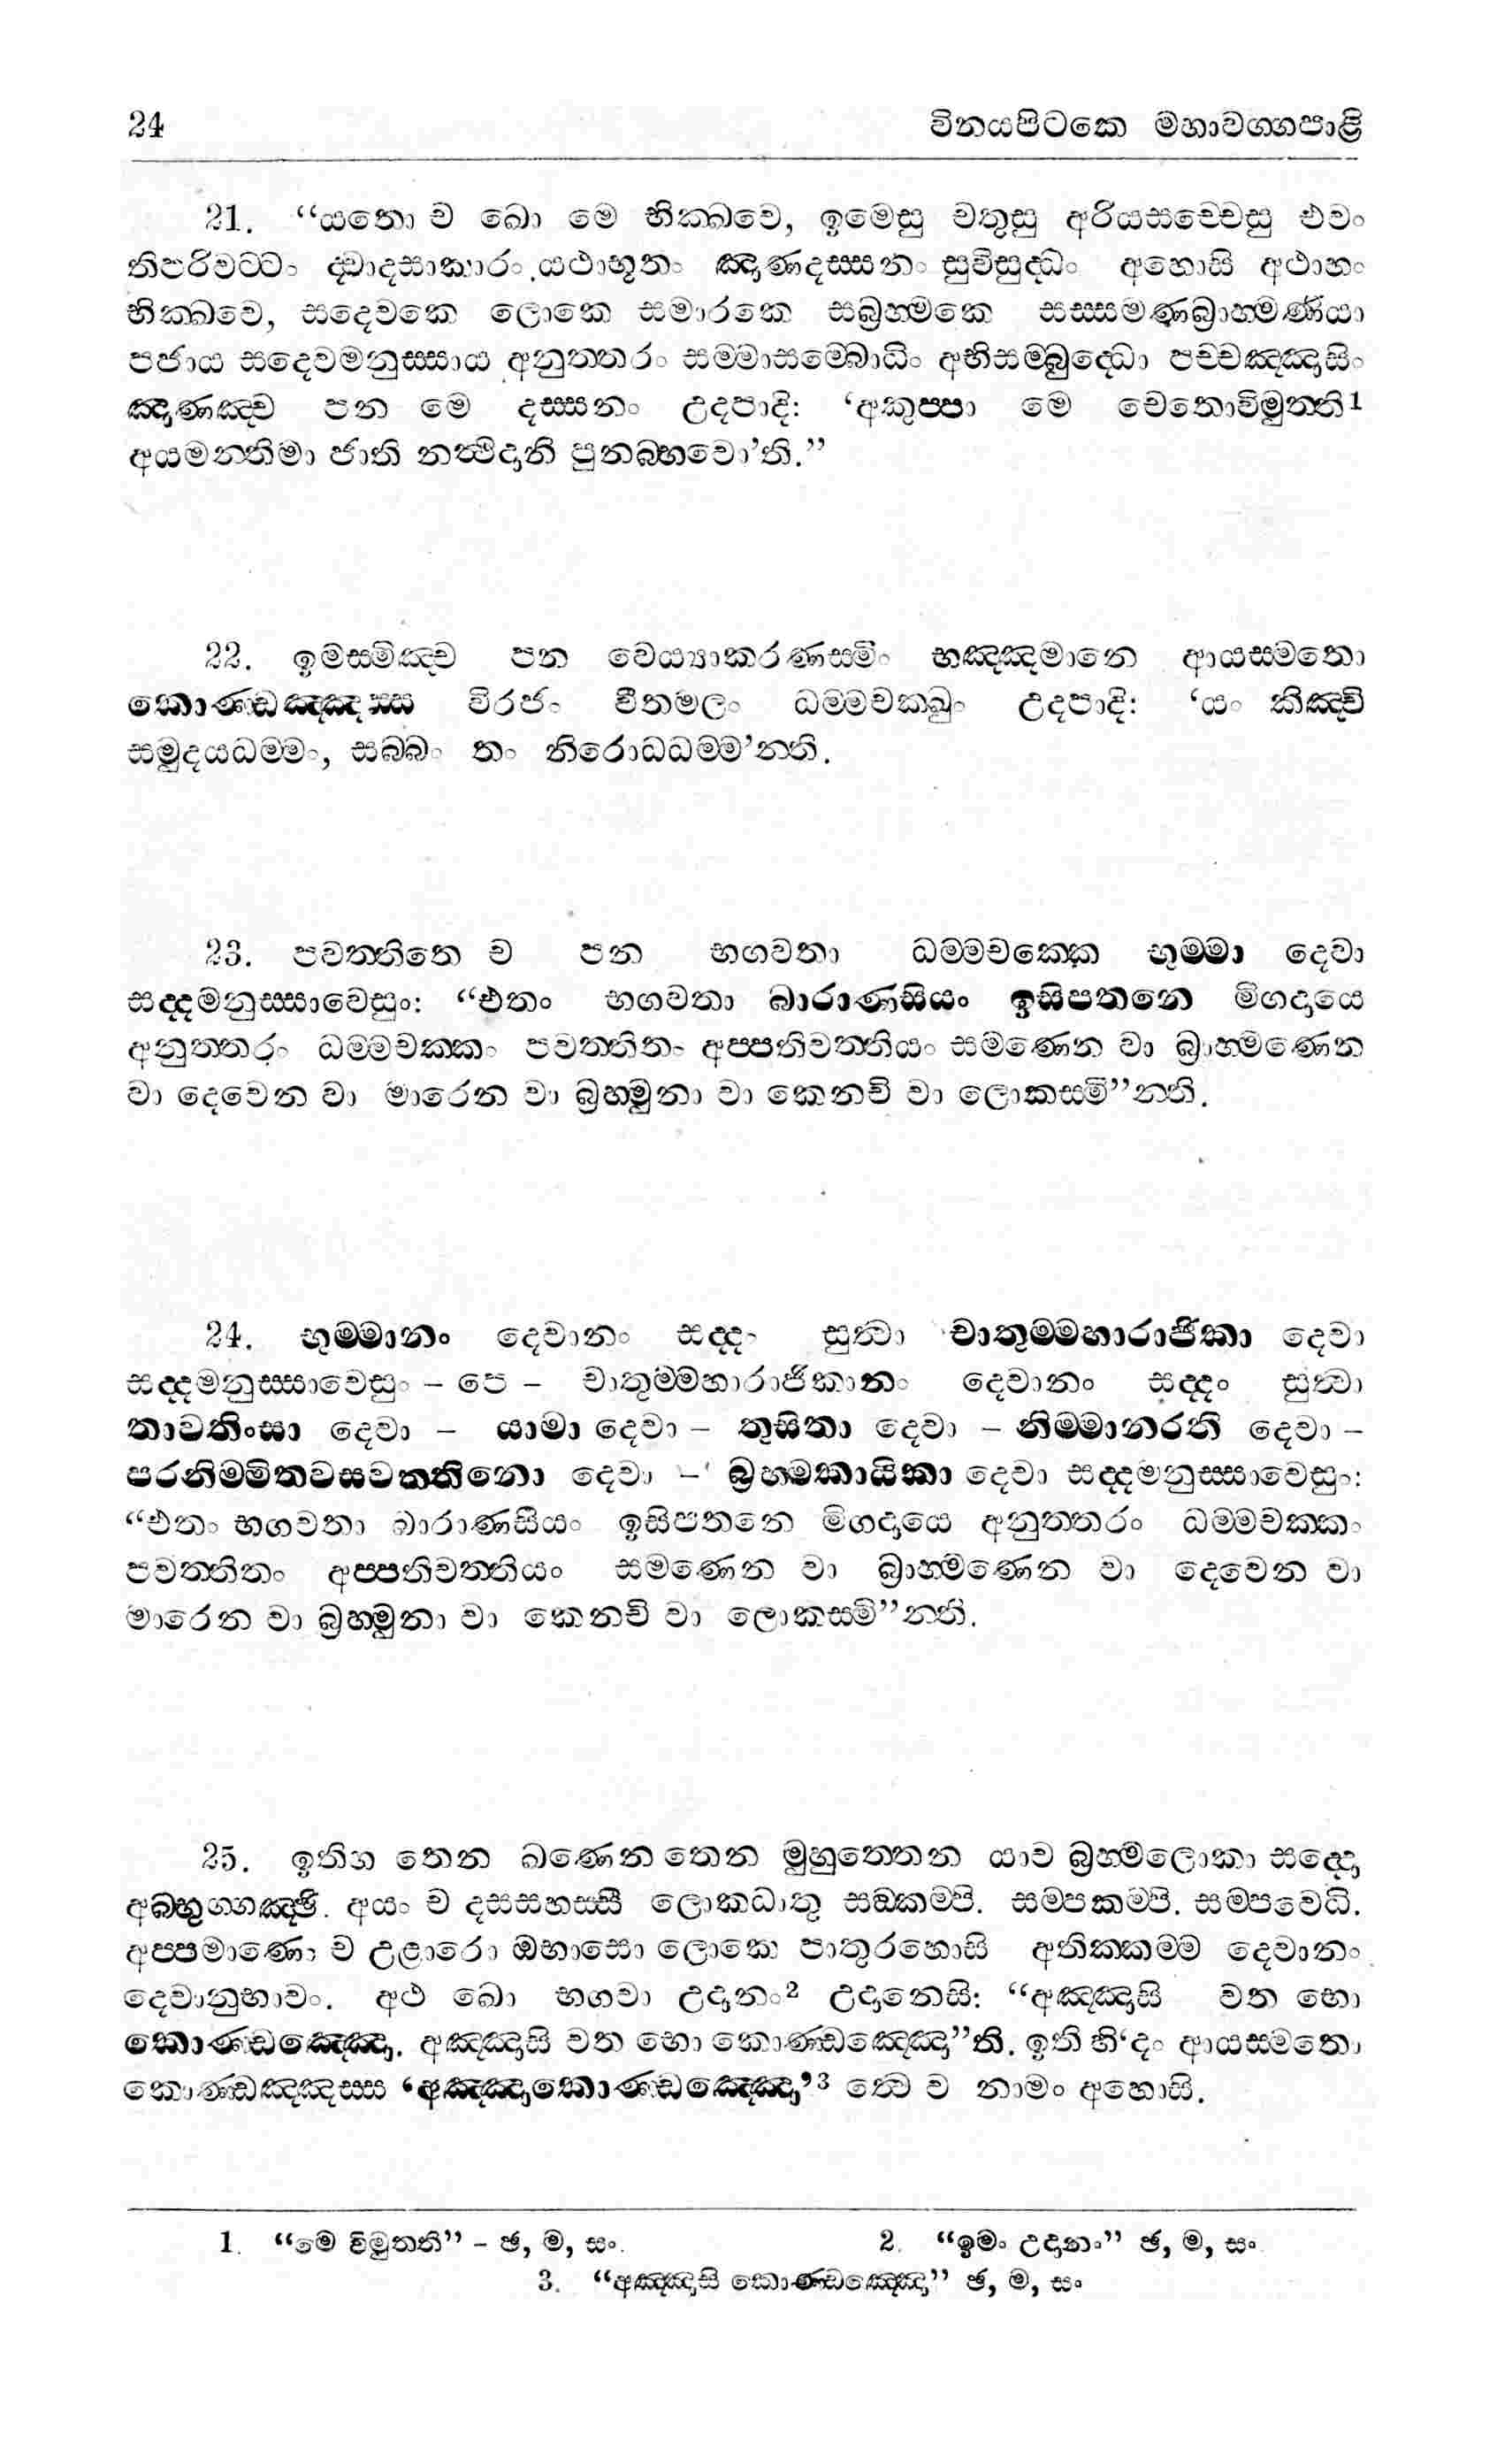 24 විනයපිටකෙ මහාවග්ගපාළි
21. “යතො ච ඛො මෙ භික්ඛවෙ, ඉමෙසු චතුසු අරියසච්චෙසු එවං
තිපරිවට්ටං ද්වාදසාකාරං යථාභූතං ඤාණදස්සනං සුවිසුද්ධං අහොසි අථාහං
භික්ඛවෙ, සදෙවකෙ ලොකෙ සමාරකෙ සබ්‍රහ්මකෙ සස්සමණබ්‍රාහ්මණියා
පජාය සදෙවමනුස්සාය අනුත්තරං සම්මාසම්බොධිං අභිසම්බුද්ධො පච්චඤ්ඤාසිං
ඤාණඤ්ච පන මෙ දස්සනං උදපාදි: ‘අකුප්පා මෙ චෙතොවිමුත්ති1
අයමන්තිමා ජාති නත්ථිදානි පුනබ්භවො’ති.”
22. ඉමස්මිඤ්ච පන වෙය්‍යාකරණස්මිං භඤ්ඤමානෙ ආයස්මතො
කොණ්ඩඤ්ඤස්ස විරජං වීතමලං ධම්මචක්ඛුං උදපාදි: ‘යං කිඤ්චි
සමුදයධම්මං, සබ්බං තං නිරොධධම්ම’න්ති.
23. පවත්තිතෙ ච පන භගවතා ධම්මචක්කෙ භුම්මා දෙවා
සද්දමනුස්සාවෙසුං: “එතං භගවතා බාරාණසියං ඉසිපතනෙ මිගදායෙ
අනුත්තරං ධම්මචක්කං පවත්තිතං අප්පතිවත්තියං සමණෙන වා බ්‍රාහ්මණෙන
වා දෙවෙන වා මාරෙන වා බ්‍රහ්මුනා වා කෙනචි වා ලොකස්මි”න්ති.
24. භුම්මානං දෙවානං සද්දං සුත්වා චාතුම්මහාරාජිකා දෙවා
සද්දමනුස්සාවෙසුං – පෙ – චාතුම්මහාරාජිකානං දෙවානං සද්දං සුත්වා
තාවතිංසා දෙවා – යාමා දෙවා – තුසිතා දෙවා – නිම්මානරතී දෙවා –
පරනිම්මිතවසවත්තිනො දෙවා – බ්‍රහ්මකායිකා දෙවා සද්දමනුස්සාවෙසුං:
“එතං භගවතා බාරාණසියං ඉසිපතනෙ මිගදායෙ අනුත්තරං ධම්මචක්කං
පවත්තිතං අප්පතිවත්තියං සමණෙන වා බ්‍රාහ්මණෙන වා දෙවෙන වා
මාරෙන වා බ්‍රහ්මුනා වා කෙනචි වා ලොකස්මි”න්ති.
25. ඉතිහ තෙන ඛණෙන තෙන මුහුත්තෙන යාව බ්‍රහ්මලොකා සද්දො
අබ්භුග්ගඤ්ඡි. අයං ච දසසහස්සී ලොකධාතු සඞ්කම්පි. සම්පකම්පි. සම්පවෙධි.
අප්පමාණො ච උළාරො ඔභාසො ලොකෙ පාතුරහොසි අතික්කම්ම දෙවානං
දෙවානුභාවං. අථ ඛො භගවා උදානං2 උදානෙසි: “අඤ්ඤාසි වත භො
කොණ්ඩඤ්ඤො, අඤ්ඤාසි වත භො කොණ්ඩඤ්ඤො”ති. ඉති හි‘දං ආයස්මතො
කොණ්ඩඤ්ඤස්ස ‘අඤ්ඤාකොණ්ඩඤ්ඤො’3 ත්වෙ ව නාමං අහොසි.
1. “මෙ විමුත්ති” – ඡ, ම, සං. 2. “ඉමං උදානං” ඡ, ම, සං
3. “අඤ්ඤාසි කොණ්ඩඤ්ඤො” ඡ, ම, සං